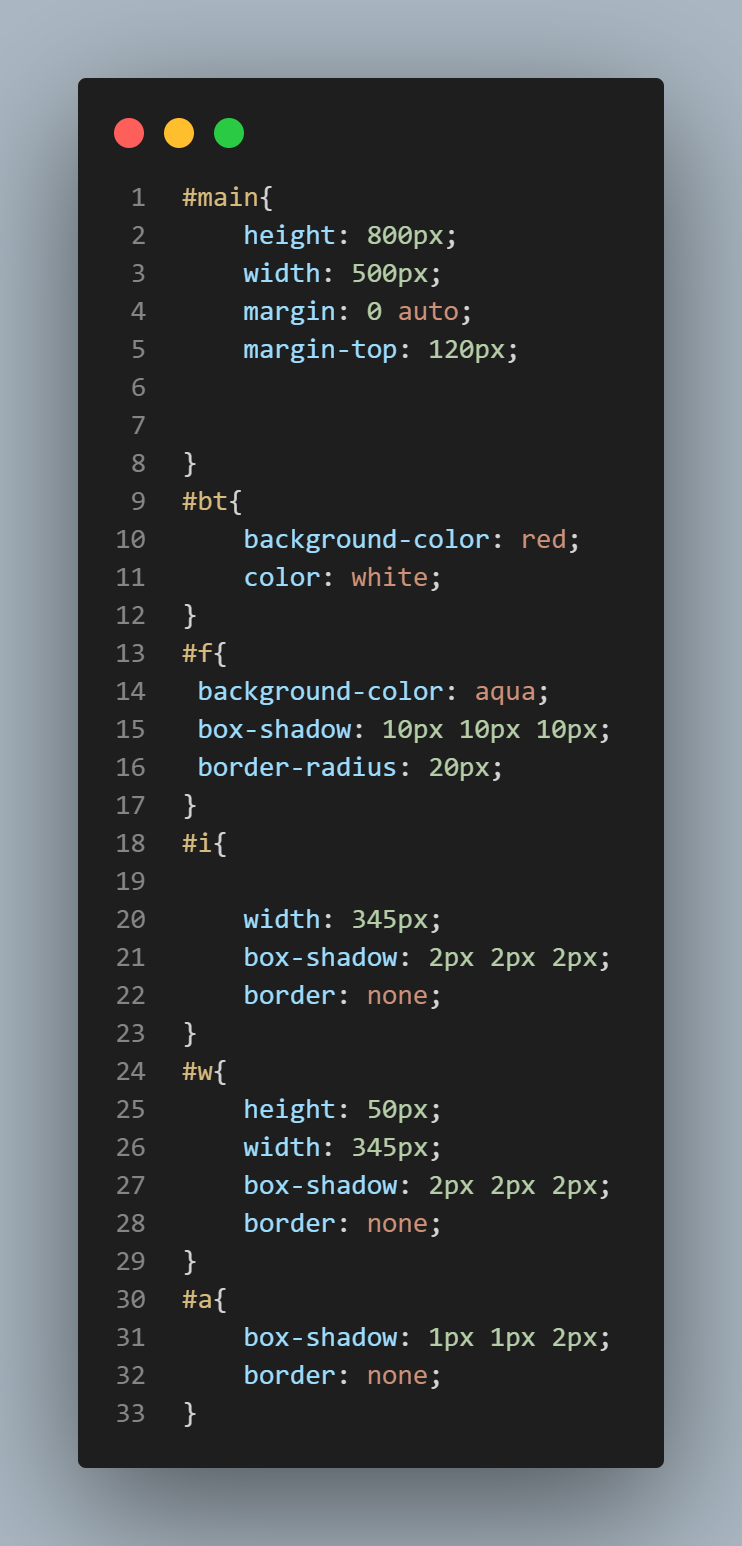 1 #main{
2     height: 800px;
3     width: 500px;
4     margin: 0 auto;
5     margin-top: 120px;
6
7
8 }
9 #bt{
10     background-color: red;
11     color: white;
12 }
13 #f{
14  background-color: aqua;
15  box-shadow: 10px 10px 10px;
16  border-radius: 20px;
17 }
18 #i{
19
20     width: 345px;
21     box-shadow: 2px 2px 2px;
22     border: none;
23 }
24 #w{
25     height: 50px;
26     width: 345px;
27     box-shadow: 2px 2px 2px;
28     border: none;
29 }
30 #a{
31     box-shadow: 1px 1px 2px;
32     border: none;
33 }